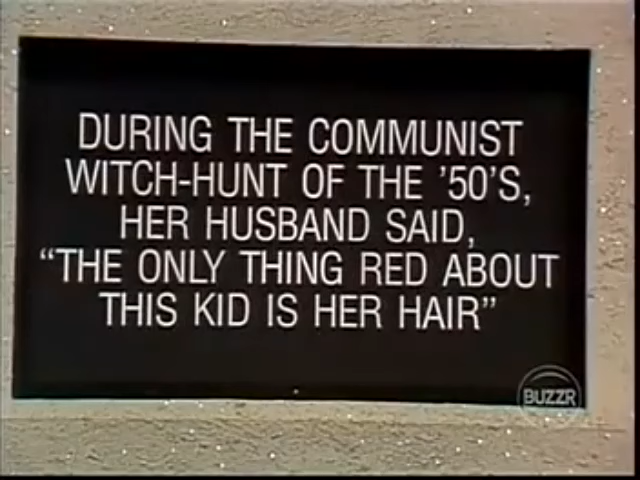 DURING THE COMMUNIST
WITCH-HUNT OF THE '50'S,
HER HUSBAND SAID,
“THE ONLY THING RED ABOUT
THIS KID IS HER HAIR”
BUZZR